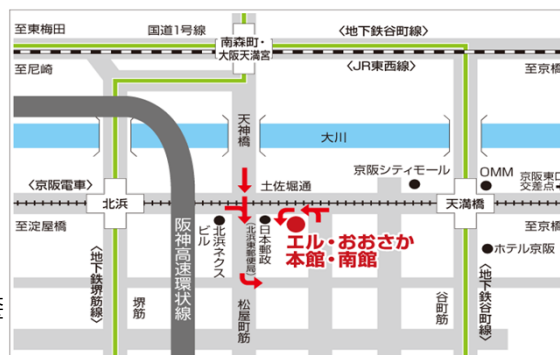 至東梅田
国道1号線
南森町・
大阪天満宮
〈地下鉄谷町線〉
至尼崎
〈JR東西線〉
至京橋
天神橋
大川
京阪シティモール
OMM
京阪東口
交差点
〈京阪電車〉
土佐堀通
北浜
天満橋
至淀屋橋
至京橋
阪神高速環状線
北浜ネクス
ビル
日本郵政
(北浜東郵便局)
エル・おおさか
本館・南館
ホテル京阪
〈地下鉄堺筋線〉
堺筋
松屋町筋
谷町筋
〈地下鉄谷町線〉